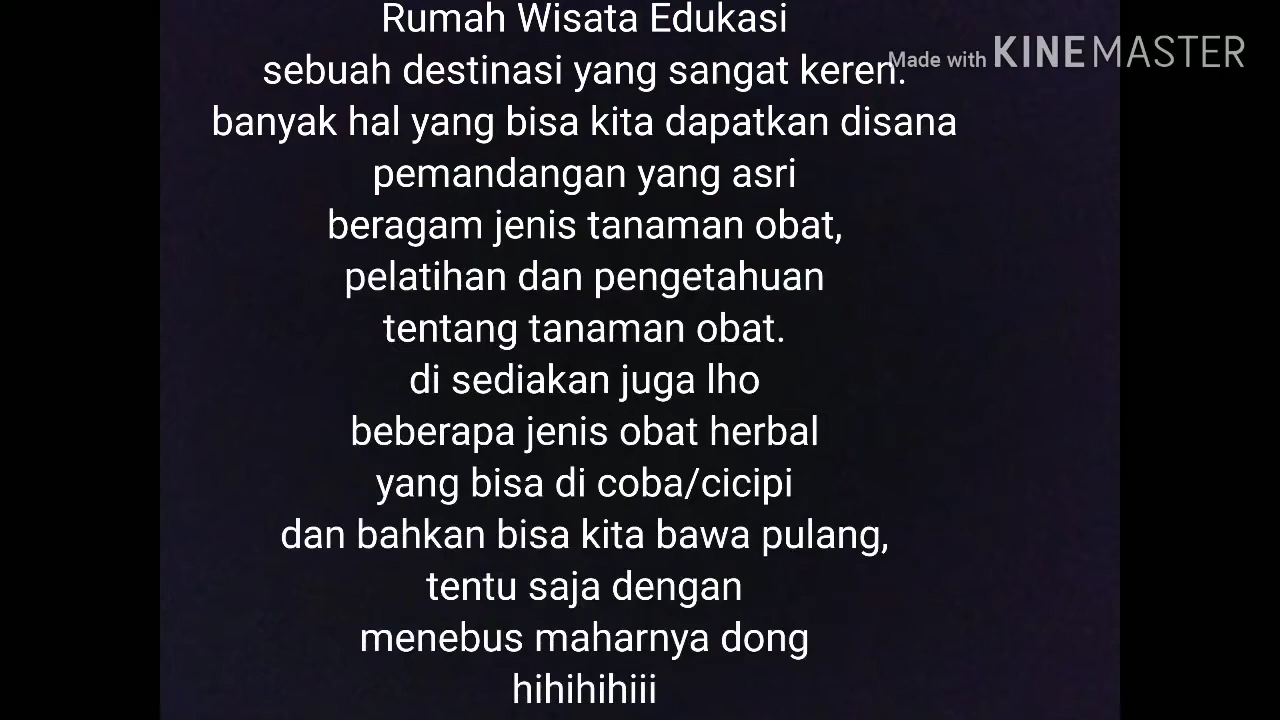 Rumah Wisata Edukasi
sebuah destinasi yang sangat keren.
Made with KINEMASTER
banyak hal yang bisa kita dapatkan disana
pemandangan yang asri
beragam jenis tanaman obat,
pelatihan dan pengetahuan
tentang tanaman obat.
di sediakan juga lho
beberapa jenis obat herbal
yang bisa di coba/cicipi
dan bahkan bisa kita bawa pulang,
tentu saja dengan
menebus maharnya dong
hihihihiii